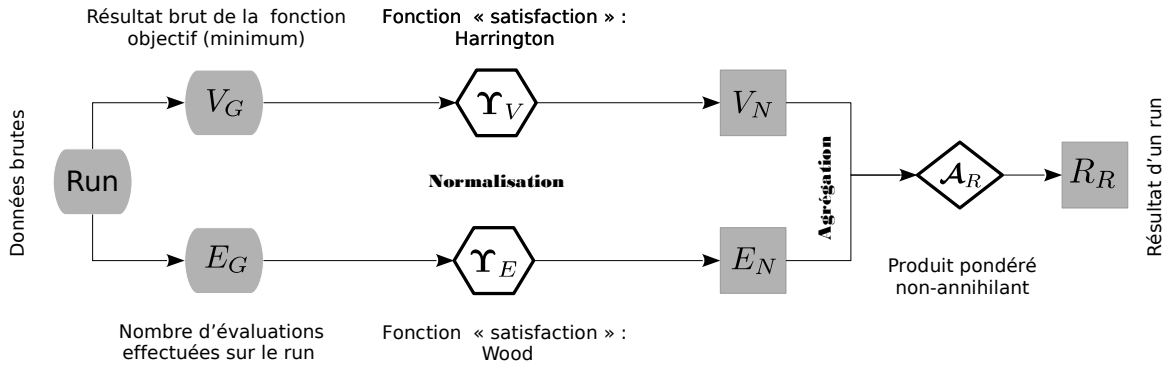 Résultat brut de la fonction
objectif (minimum)
Fonction « satisfaction » :
Harrington
V_G
ϒ_V
V_N
Données brutes
Run
Normalisation
Agrégation
𝓐_R
R_R
Résultat d'un run
E_G
ϒ_E
E_N
Produit pondéré
non-annihilant
Nombre d'évaluations
effectuées sur le run
Fonction « satisfaction » :
Wood